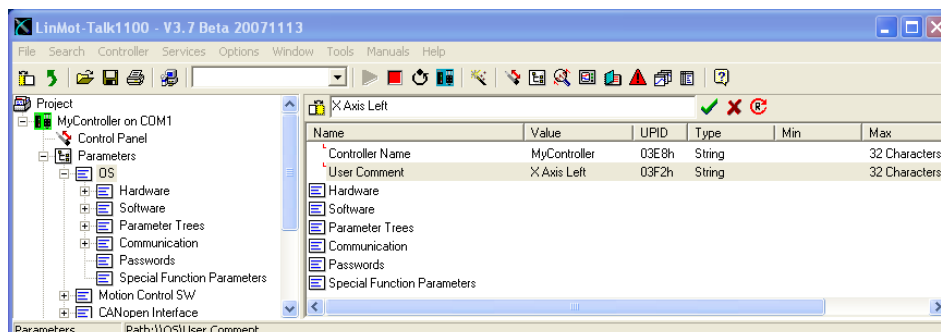 LinMot-Talk1100 - V3.7 Beta 20071113
File Search Controller Services Options Window Tools Manuals Help
Project
MyController on COM1
Control Panel
Parameters
OS
Hardware
Software
Parameter Trees
Communication
Passwords
Special Function Parameters
Motion Control SW
CANopen Interface
X Axis Left
Name Value UPID Type Min Max
Controller Name MyController 03E8h String 32 Characters
User Comment X Axis Left 03F2h String 32 Characters
Hardware
Software
Parameter Trees
Communication
Passwords
Special Function Parameters
Parameters Path:\\OS\User Comment